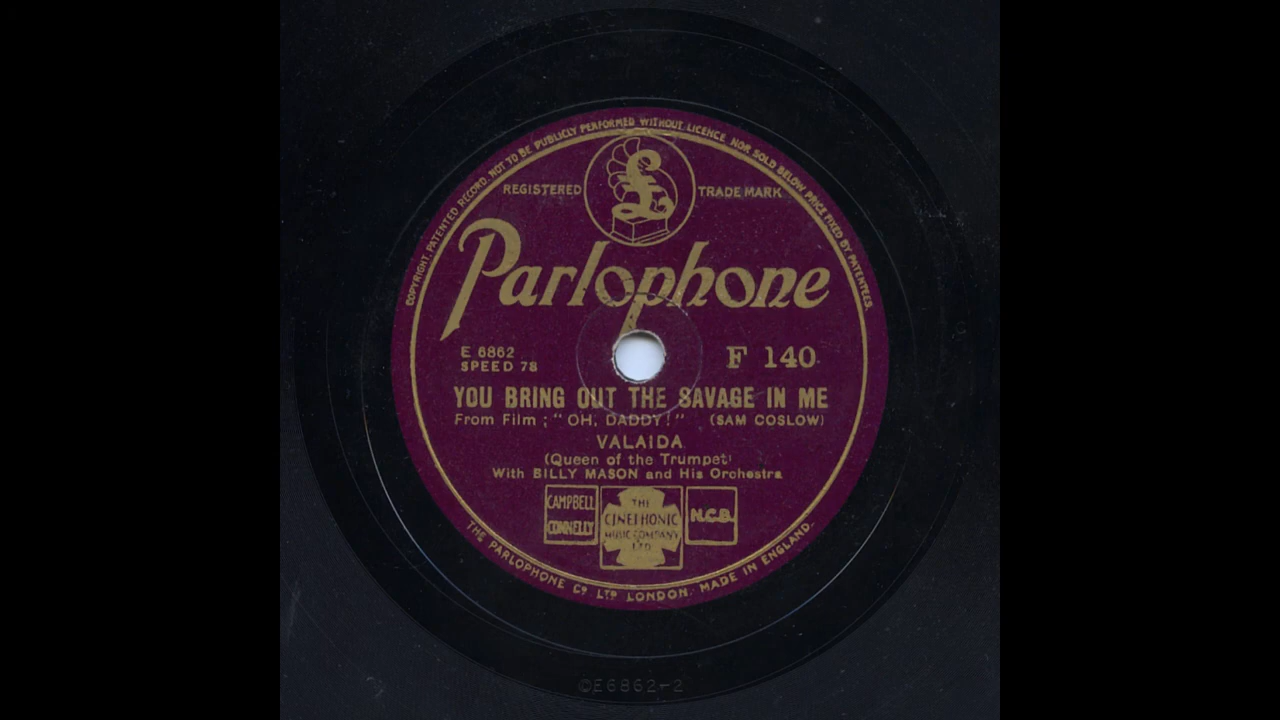 COPYRIGHT. PATENTED RECORD. NOT TO BE PUBLICLY PERFORMED WITHOUT LICENCE NOR SOLD BELOW PRICE FIXED BY PATENTEES.
£
REGISTERED TRADE MARK
Parlophone
E 6862
SPEED 78
F 140.
YOU BRING OUT THE SAVAGE IN ME
From Film ; "OH, DADDY!" (SAM COSLOW)
VALAIDA
(Queen of the Trumpet)
With BILLY MASON and His Orchestra
CAMPBELL
CONNELLY
THE
CINEPHONIC
MUSIC COMPANY
LTD
N.C.B.
THE PARLOPHONE Co LTD LONDON. MADE IN ENGLAND.
E6862-2